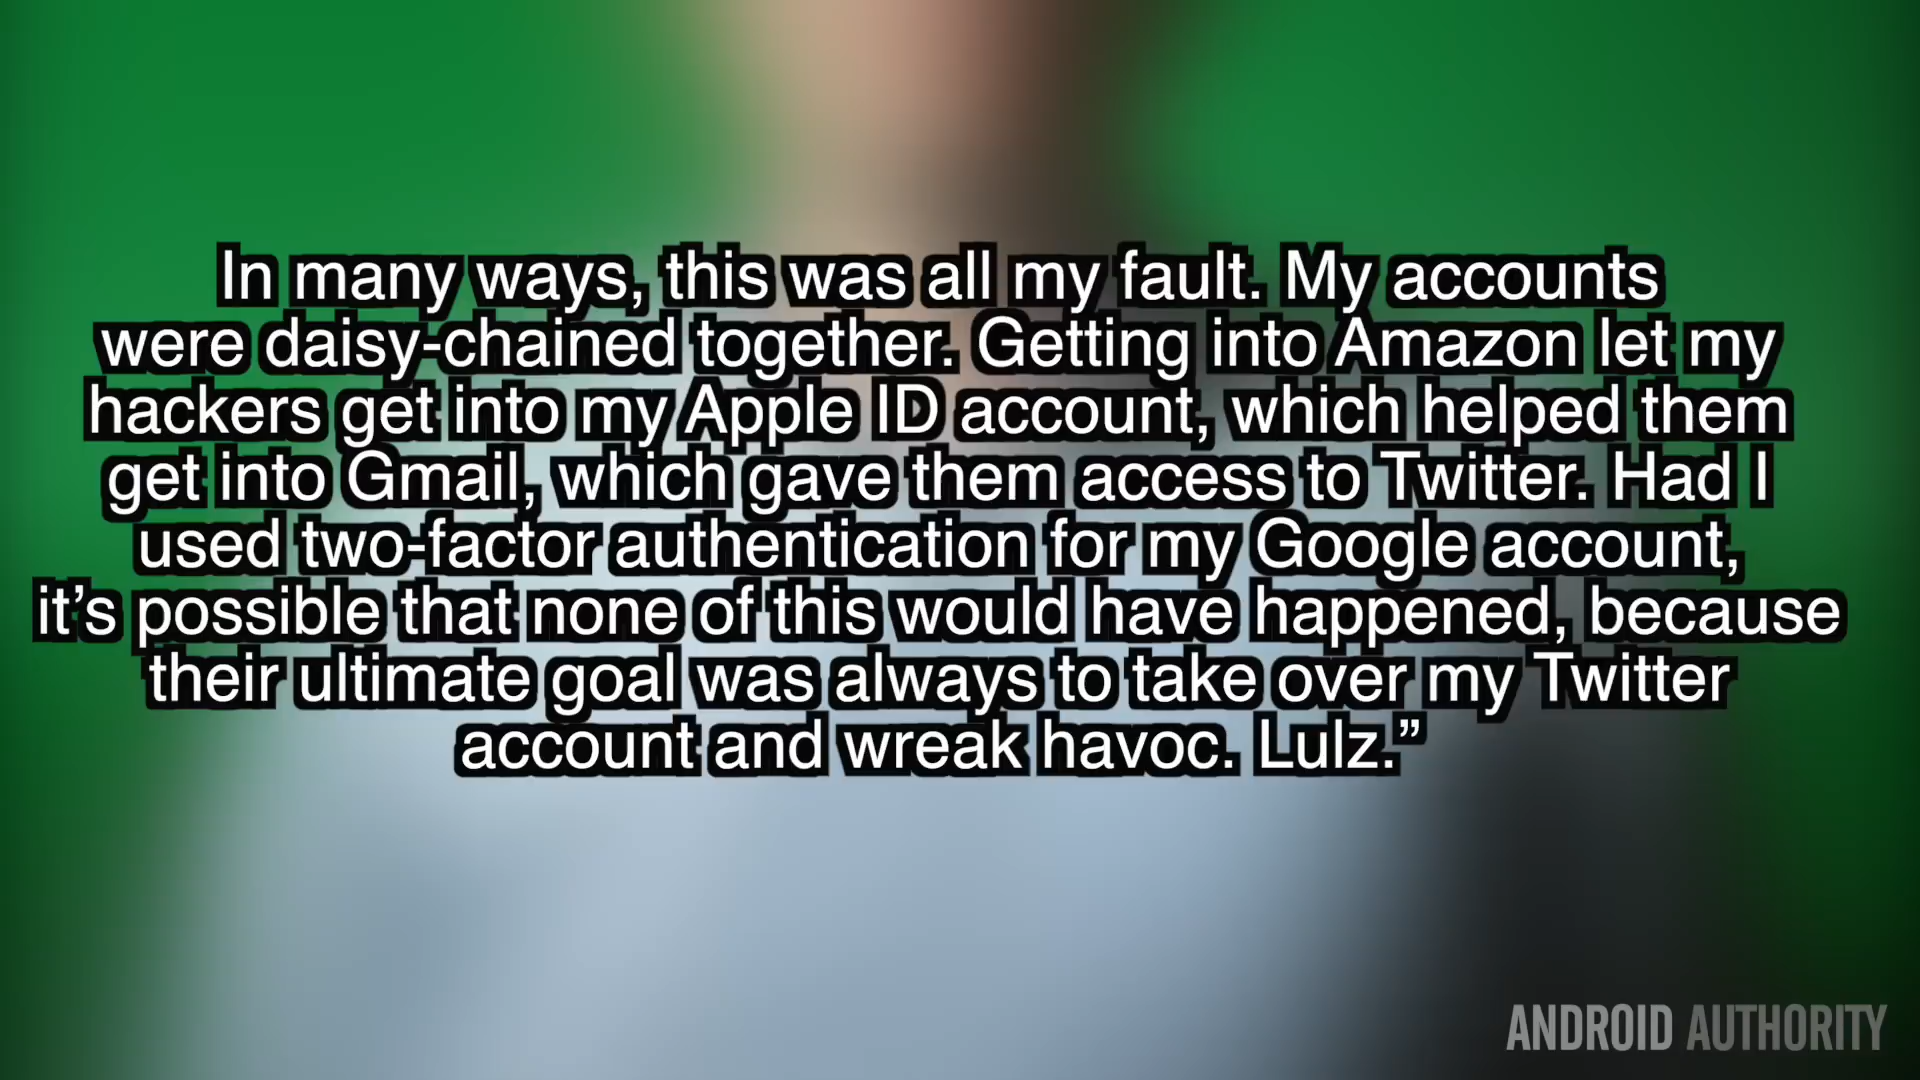 In many ways, this was all my fault. My accounts
were daisy-chained together. Getting into Amazon let my
hackers get into my Apple ID account, which helped them
get into Gmail, which gave them access to Twitter. Had I
used two-factor authentication for my Google account,
it’s possible that none of this would have happened, because
their ultimate goal was always to take over my Twitter
account and wreak havoc. Lulz.”
ANDROID AUTHORITY